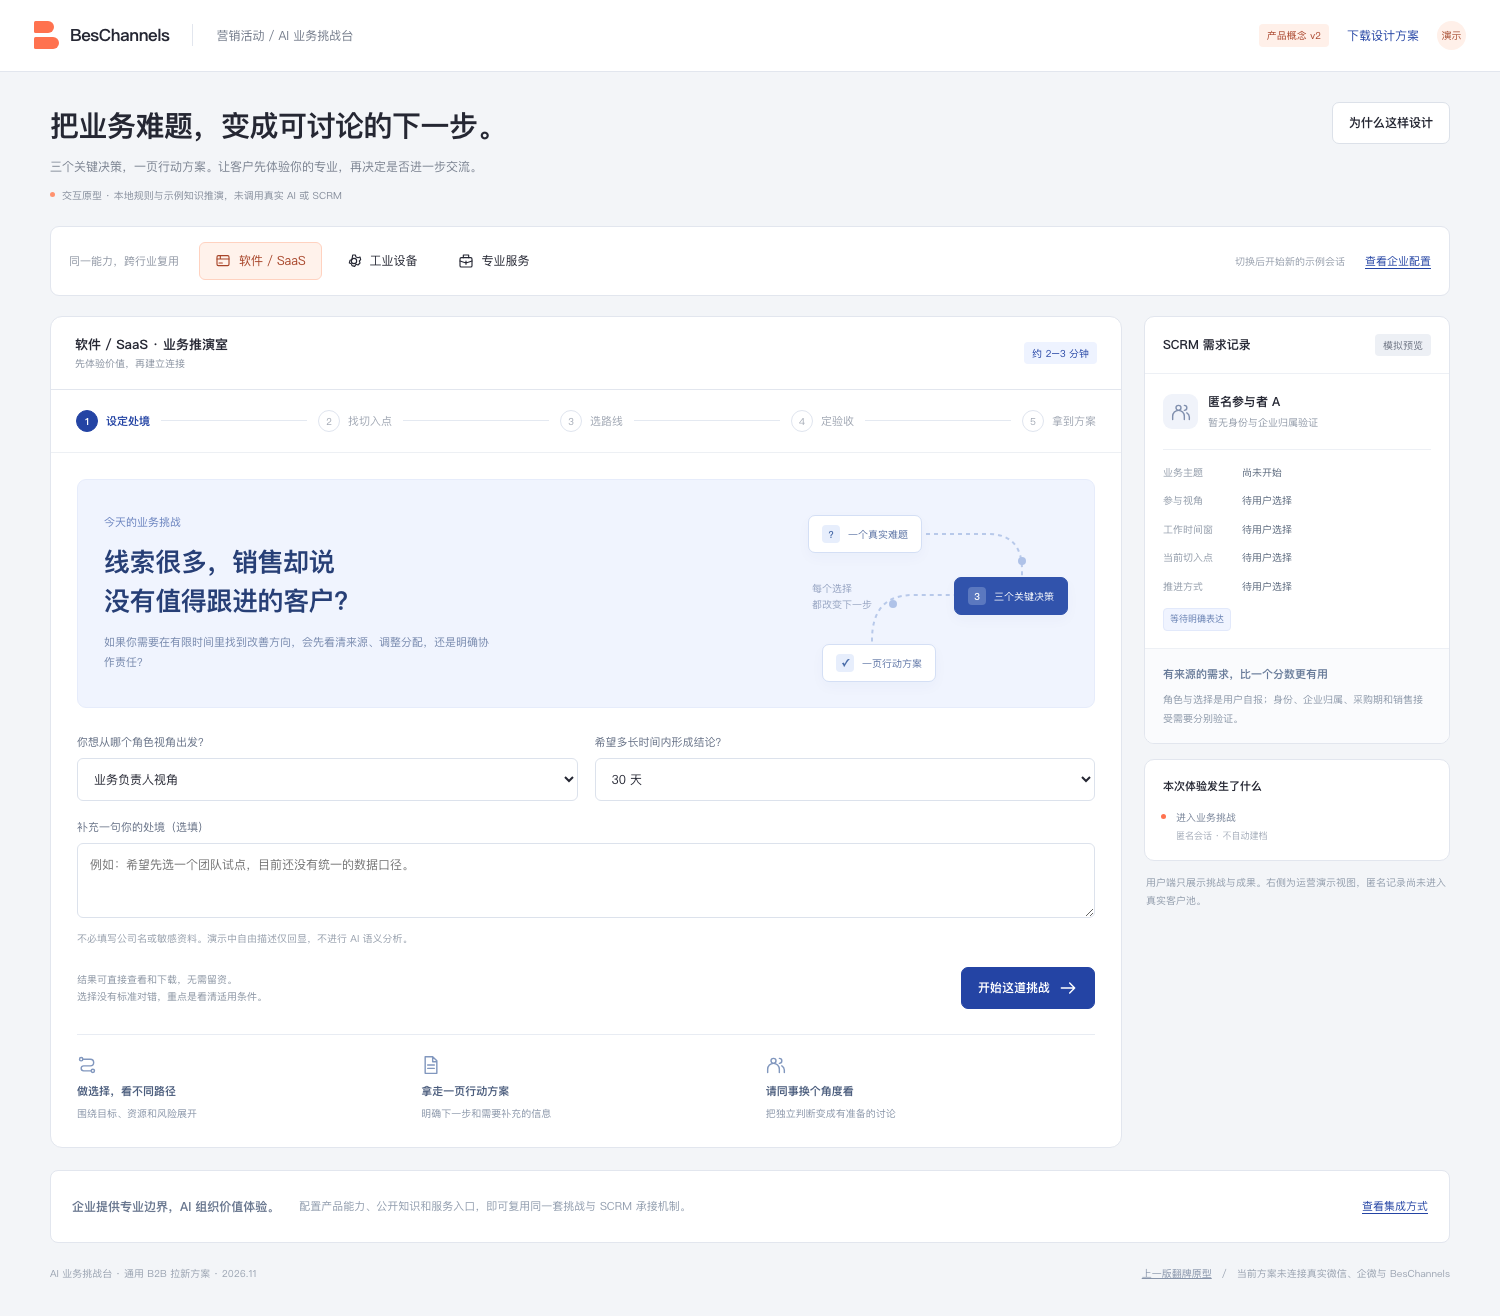 BesChannels
营销活动 / AI 业务挑战台
产品概念 v2
下载设计方案
演示
把业务难题，变成可讨论的下一步。
为什么这样设计
三个关键决策，一页行动方案。让客户先体验你的专业，再决定是否进一步交流。
交互原型 · 本地规则与示例知识推演，未调用真实 AI 或 SCRM
同一能力，跨行业复用
软件 / SaaS
工业设备
专业服务
切换后开始新的示例会话
查看企业配置
软件 / SaaS · 业务推演室
先体验价值，再建立连接
约 2—3 分钟
1 设定处境
2 找切入点
3 选路线
4 定验收
5 拿到方案
今天的业务挑战
线索很多，销售却说
没有值得跟进的客户？
如果你需要在有限时间里找到改善方向，会先看清来源、调整分配，还是明确协
作责任？
? 一个真实难题
每个选择
都改变下一步
3 三个关键决策
✓ 一页行动方案
你想从哪个角色视角出发？
业务负责人视角
希望多长时间内形成结论？
30 天
补充一句你的处境（选填）
例如：希望先选一个团队试点，目前还没有统一的数据口径。
不必填写公司名或敏感资料。演示中自由描述仅回显，不进行 AI 语义分析。
结果可直接查看和下载，无需留资。
选择没有标准对错，重点是看清适用条件。
开始这道挑战
做选择，看不同路径
围绕目标、资源和风险展开
拿走一页行动方案
明确下一步和需要补充的信息
请同事换个角度看
把独立判断变成有准备的讨论
SCRM 需求记录
模拟预览
匿名参与者 A
暂无身份与企业归属验证
业务主题 尚未开始
参与视角 待用户选择
工作时间窗 待用户选择
当前切入点 待用户选择
推进方式 待用户选择
等待明确表达
有来源的需求，比一个分数更有用
角色与选择是用户自报；身份、企业归属、采购期和销售接
受需要分别验证。
本次体验发生了什么
进入业务挑战
匿名会话 · 不自动建档
用户端只展示挑战与成果。右侧为运营演示视图，匿名记录尚未进入
真实客户池。
企业提供专业边界，AI 组织价值体验。
配置产品能力、公开知识和服务入口，即可复用同一套挑战与 SCRM 承接机制。
查看集成方式
AI 业务挑战台 · 通用 B2B 拉新方案 · 2026.11
上一版翻牌原型 / 当前方案未连接真实微信、企微与 BesChannels